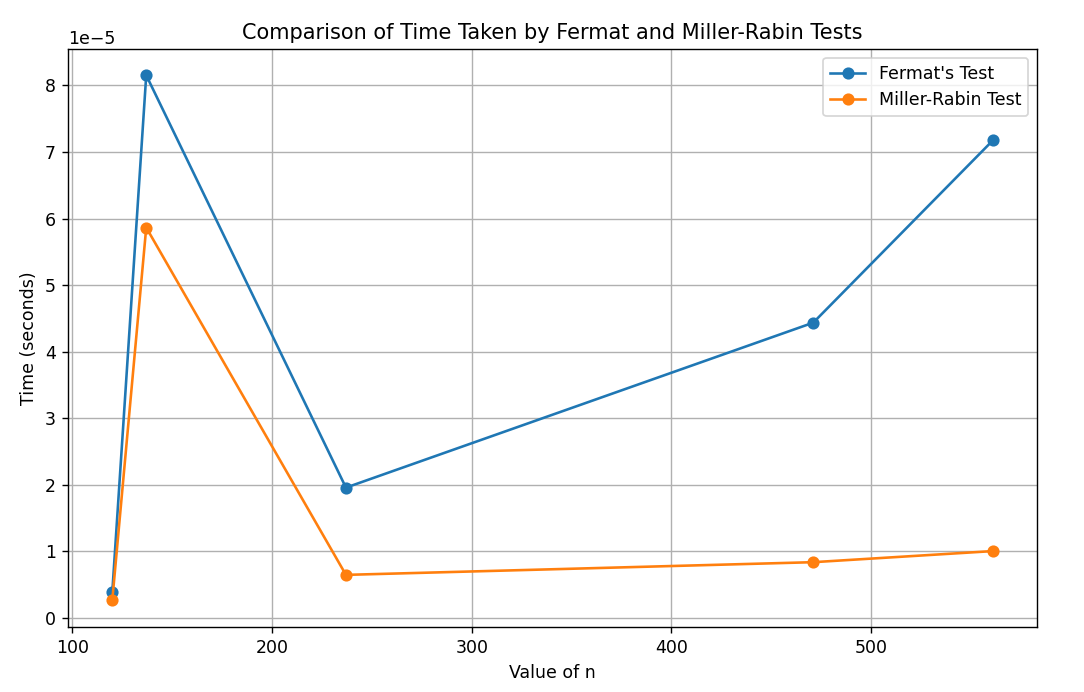 Comparison of Time Taken by Fermat and Miller-Rabin Tests
1e−5
Fermat's Test
Miller-Rabin Test
8
7
6
5
4
3
2
1
0
Time (seconds)
100 200 300 400 500
Value of n